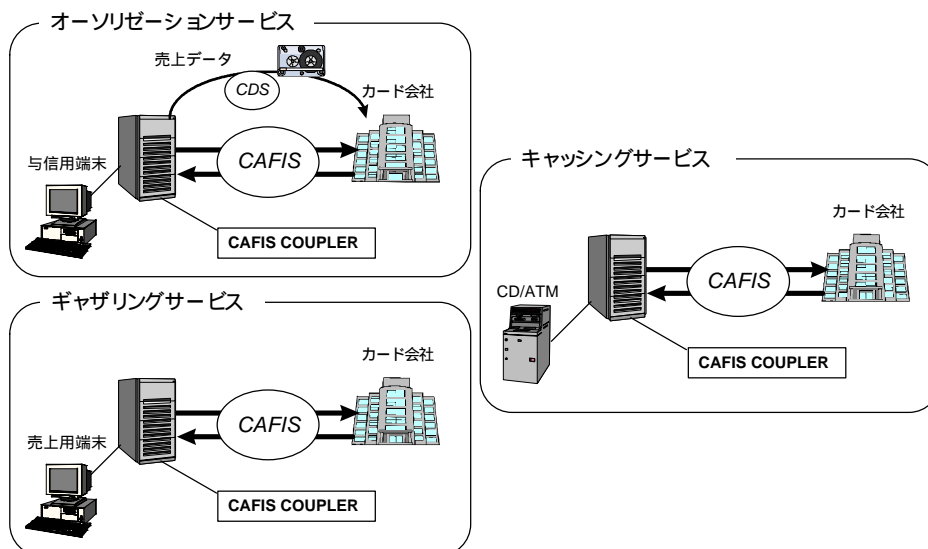 オーソリゼーションサービス
売上データ
CDS
カード会社
CAFIS
与信用端末
CAFIS COUPLER
ギャザリングサービス
カード会社
CAFIS
売上用端末
CAFIS COUPLER
キャッシングサービス
カード会社
CAFIS
CD/ATM
CAFIS COUPLER